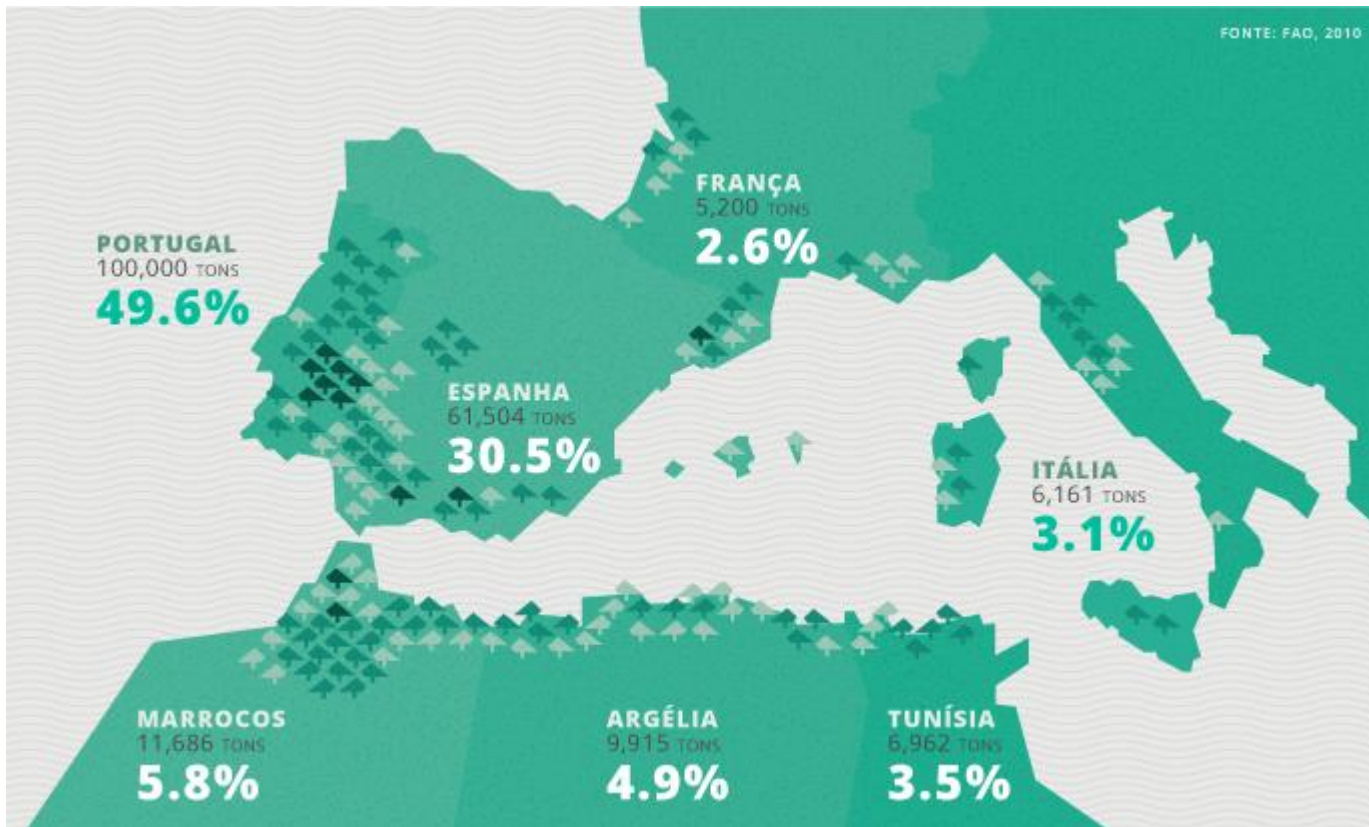 FONTE: FAO, 2010
FRANÇA
5,200 TONS
2.6%
PORTUGAL
100,000 TONS
49.6%
ESPANHA
61,504 TONS
30.5%
ITÁLIA
6,161 TONS
3.1%
MARROCOS
11,686 TONS
5.8%
ARGÉLIA
9,915 TONS
4.9%
TUNÍSIA
6,962 TONS
3.5%